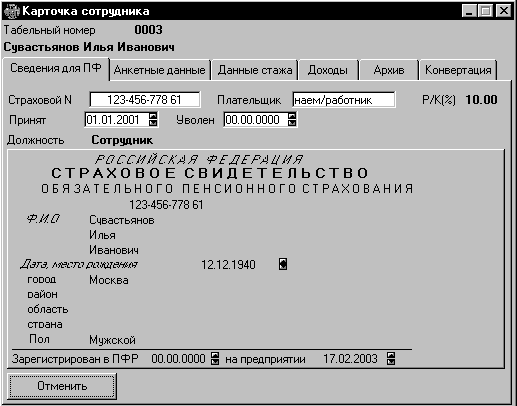 Карточка сотрудника
Табельный номер 0003
Сувастьянов Илья Иванович
Сведения для ПФ Анкетные данные Данные стажа Доходы Архив Конвертация
Страховой N 123-456-778 61 Плательщик наем/работник Р/К(%) 10.00
Принят 01.01.2001 Уволен 00.00.0000
Должность Сотрудник
РОССИЙСКАЯ ФЕДЕРАЦИЯ
СТРАХОВОЕ СВИДЕТЕЛЬСТВО
ОБЯЗАТЕЛЬНОГО ПЕНСИОННОГО СТРАХОВАНИЯ
123-456-778 61
Ф.И.О Сувастьянов
Илья
Иванович
Дата, место рождения 12.12.1940
город Москва
район
область
страна
Пол Мужской
Зарегистрирован в ПФР 00.00.0000 на предприятии 17.02.2003
Отменить